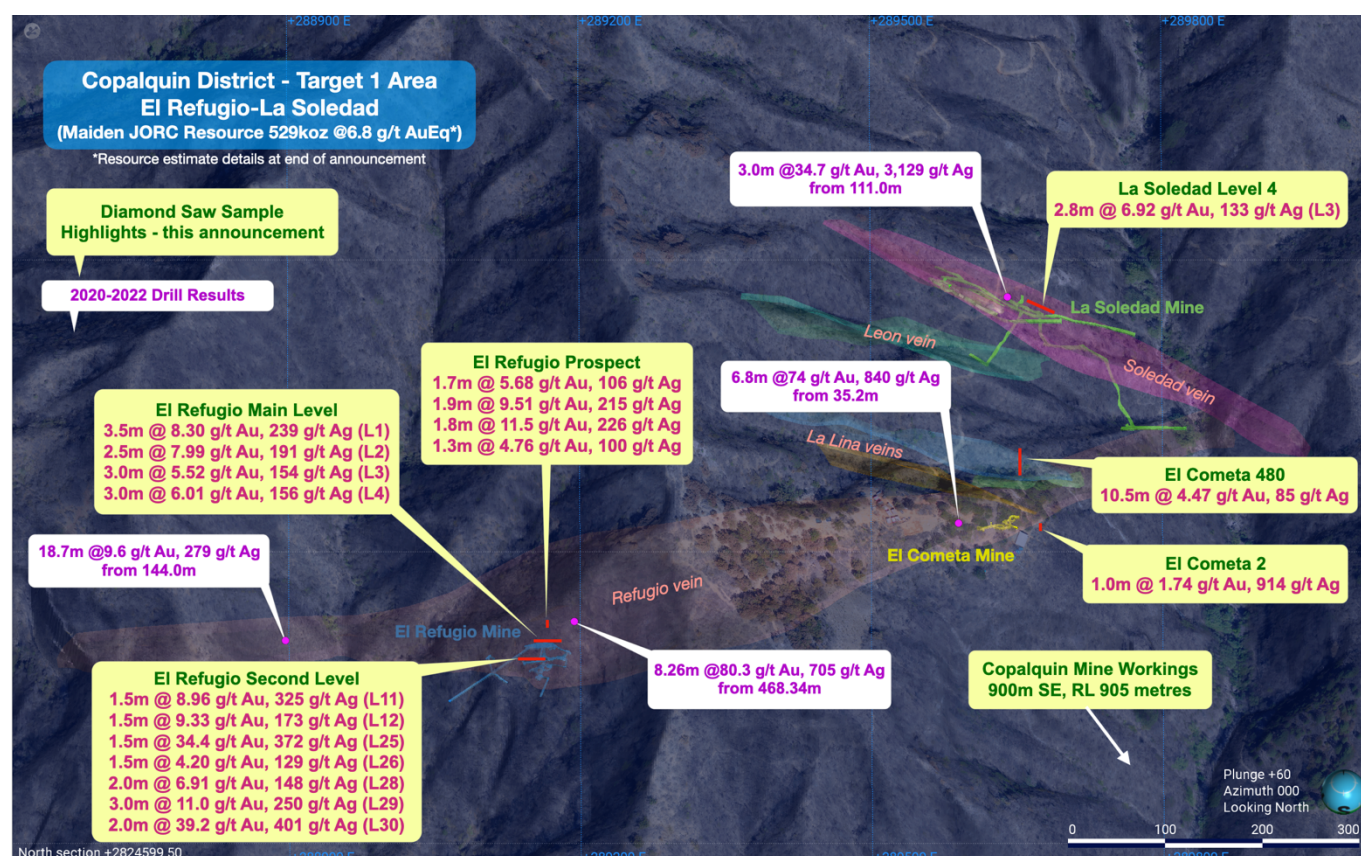 +288900 E
+289200 E
+289500 E
+289800 E
Copalquin District - Target 1 Area
El Refugio-La Soledad
(Maiden JORC Resource 529koz @6.8 g/t AuEq*)
*Resource estimate details at end of announcement
Diamond Saw Sample
Highlights - this announcement
2020-2022 Drill Results
3.0m @34.7 g/t Au, 3,129 g/t Ag
from 111.0m
La Soledad Level 4
2.8m @ 6.92 g/t Au, 133 g/t Ag (L3)
La Soledad Mine
Leon vein
Soledad vein
6.8m @74 g/t Au, 840 g/t Ag
from 35.2m
El Refugio Prospect
1.7m @ 5.68 g/t Au, 106 g/t Ag
1.9m @ 9.51 g/t Au, 215 g/t Ag
1.8m @ 11.5 g/t Au, 226 g/t Ag
1.3m @ 4.76 g/t Au, 100 g/t Ag
El Refugio Main Level
3.5m @ 8.30 g/t Au, 239 g/t Ag (L1)
2.5m @ 7.99 g/t Au, 191 g/t Ag (L2)
3.0m @ 5.52 g/t Au, 154 g/t Ag (L3)
3.0m @ 6.01 g/t Au, 156 g/t Ag (L4)
La Lina veins
El Cometa 480
10.5m @ 4.47 g/t Au, 85 g/t Ag
18.7m @9.6 g/t Au, 279 g/t Ag
from 144.0m
El Cometa Mine
El Cometa 2
1.0m @ 1.74 g/t Au, 914 g/t Ag
Refugio vein
El Refugio Mine
El Refugio Second Level
1.5m @ 8.96 g/t Au, 325 g/t Ag (L11)
1.5m @ 9.33 g/t Au, 173 g/t Ag (L12)
1.5m @ 34.4 g/t Au, 372 g/t Ag (L25)
1.5m @ 4.20 g/t Au, 129 g/t Ag (L26)
2.0m @ 6.91 g/t Au, 148 g/t Ag (L28)
3.0m @ 11.0 g/t Au, 250 g/t Ag (L29)
2.0m @ 39.2 g/t Au, 401 g/t Ag (L30)
8.26m @80.3 g/t Au, 705 g/t Ag
from 468.34m
Copalquin Mine Workings
900m SE, RL 905 metres
Plunge +60
Azimuth 000
Looking North
S
0 100 200 300
North section +2824599.50
+289200 E
+289500 E
+289800 E